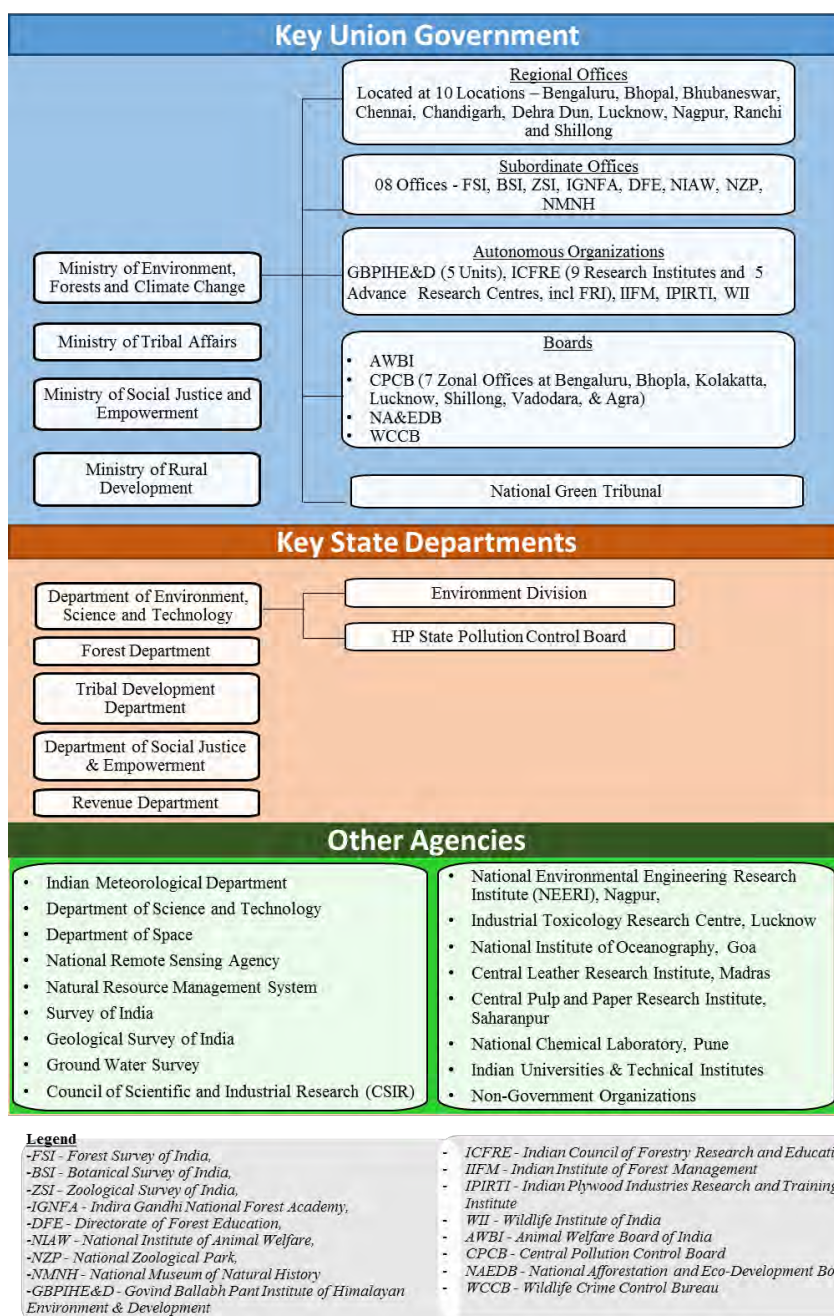 Key Union Government
Regional Offices
Located at 10 Locations – Bengaluru, Bhopal, Bhubaneswar,
Chennai, Chandigarh, Dehra Dun, Lucknow, Nagpur, Ranchi
and Shillong
Subordinate Offices
08 Offices - FSI, BSI, ZSI, IGNFA, DFE, NIAW, NZP,
NMNH
Ministry of Environment,
Forests and Climate Change
Autonomous Organizations
GBPIHE&D (5 Units), ICFRE (9 Research Institutes and 5
Advance Research Centres, incl FRI), IIFM, IPIRTI, WII
Ministry of Tribal Affairs
Ministry of Social Justice and
Empowerment
Ministry of Rural
Development
Boards
• AWBI
• CPCB (7 Zonal Offices at Bengaluru, Bhopla, Kolakatta,
Lucknow, Shillong, Vadodara, & Agra)
• NA&EDB
• WCCB
National Green Tribunal
Key State Departments
Department of Environment,
Science and Technology
Environment Division
HP State Pollution Control Board
Forest Department
Tribal Development
Department
Department of Social Justice
& Empowerment
Revenue Department
Other Agencies
• Indian Meteorological Department
• Department of Science and Technology
• Department of Space
• National Remote Sensing Agency
• Natural Resource Management System
• Survey of India
• Geological Survey of India
• Ground Water Survey
• Council of Scientific and Industrial Research (CSIR)
• National Environmental Engineering Research
Institute (NEERI), Nagpur,
• Industrial Toxicology Research Centre, Lucknow
• National Institute of Oceanography, Goa
• Central Leather Research Institute, Madras
• Central Pulp and Paper Research Institute,
Saharanpur
• National Chemical Laboratory, Pune
• Indian Universities & Technical Institutes
• Non-Government Organizations
Legend
-FSI - Forest Survey of India,
-BSI - Botanical Survey of India,
-ZSI - Zoological Survey of India,
-IGNFA - Indira Gandhi National Forest Academy,
-DFE - Directorate of Forest Education,
-NIAW - National Institute of Animal Welfare,
-NZP - National Zoological Park,
-NMNH - National Museum of Natural History
-GBPIHE&D - Govind Ballabh Pant Institute of Himalayan
Environment & Development
- ICFRE - Indian Council of Forestry Research and Educati
- IIFM - Indian Institute of Forest Management
- IPIRTI - Indian Plywood Industries Research and Training
Institute
- WII - Wildlife Institute of India
- AWBI - Animal Welfare Board of India
- CPCB - Central Pollution Control Board
- NAEDB - National Afforestation and Eco-Development Bo
- WCCB - Wildlife Crime Control Bureau